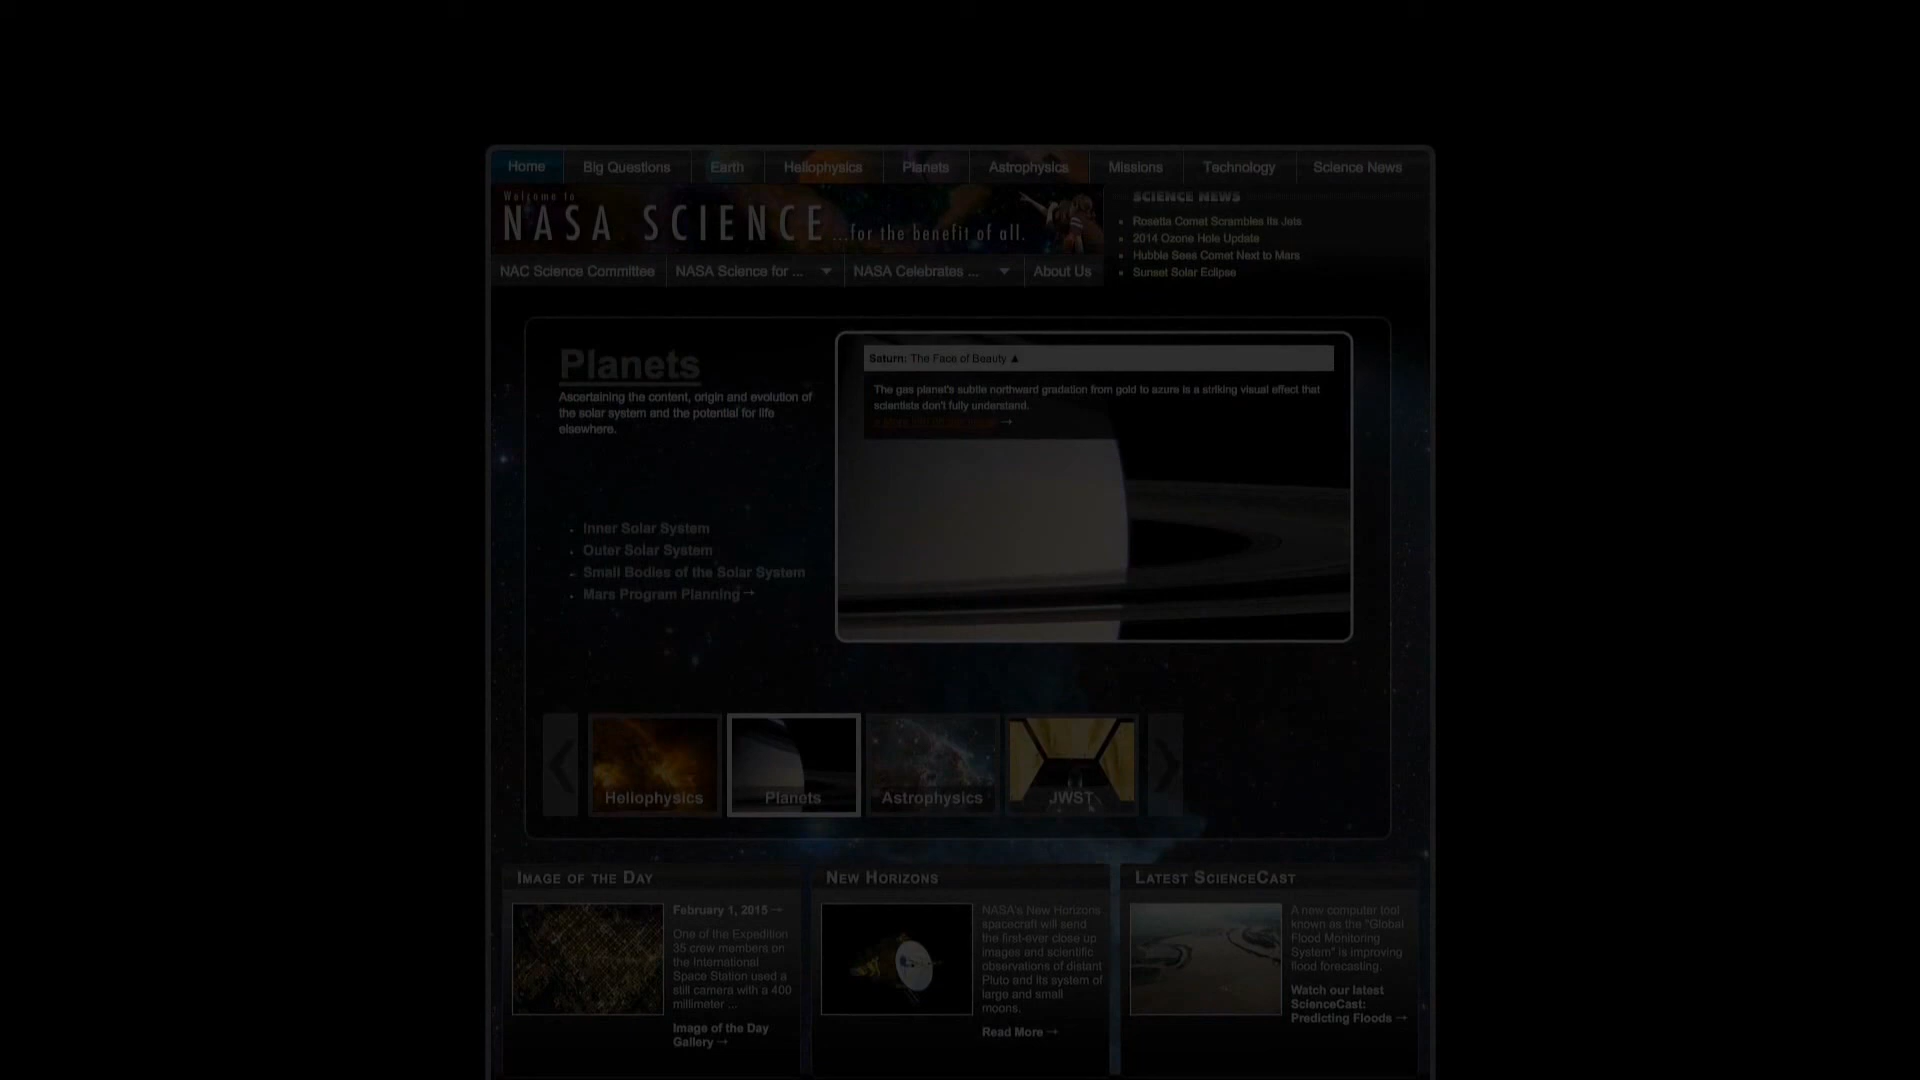 Home Big Questions Earth Heliophysics Planets Astrophysics Missions Technology Science News
Welcome to
NASA SCIENCE ...for the benefit of all.
SCIENCE NEWS
Rosetta Comet Scrambles Its Jets
2014 Ozone Hole Update
Hubble Sees Comet Next to Mars
Sunset Solar Eclipse
NAC Science Committee NASA Science for ... NASA Celebrates ... About Us
Planets
Ascertaining the content, origin and evolution of
the solar system and the potential for life
elsewhere.
Inner Solar System
Outer Solar System
Small Bodies of the Solar System
Mars Program Planning→
Saturn: The Face of Beauty ▲
The gas planet's subtle northward gradation from gold to azure is a striking visual effect that
scientists don't fully understand.
Heliophysics Planets Astrophysics JWST
IMAGE OF THE DAY
February 1, 2015→
One of the Expedition
35 crew members on
the International
Space Station used a
still camera with a 400
millimeter ...
Image of the Day
Gallery→
NEW HORIZONS
NASA's New Horizons
spacecraft will send
the first-ever close up
images and scientific
observations of distant
Pluto and its system of
large and small
moons.
Read More→
LATEST SCIENCECAST
A new computer tool
known as the "Global
Flood Monitoring
System" is improving
flood forecasting.
Watch our latest
ScienceCast:
Predicting Floods →